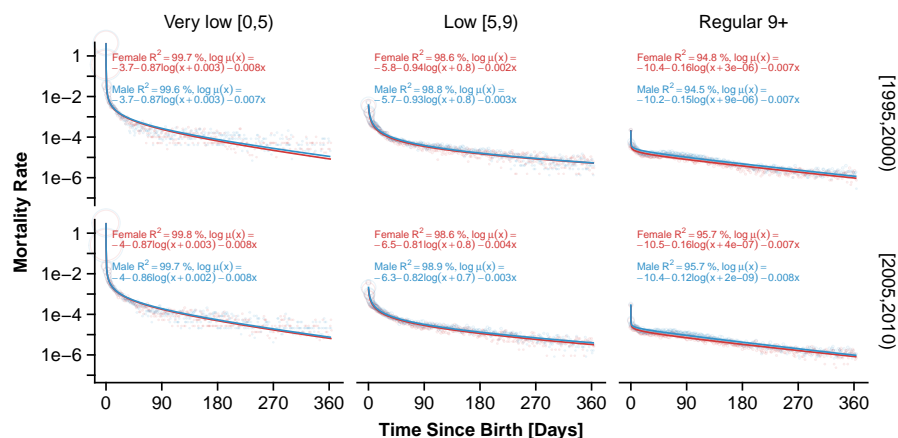 Very low [0,5)
Low [5,9)
Regular 9+
Mortality Rate
1
1e−2
1e−4
1e−6
Female R² = 99.7 %, log μ(x) =
−3.7−0.87log(x+0.003)−0.008x
Male R² = 99.6 %, log μ(x) =
−3.7−0.87log(x+0.003)−0.007x
Female R² = 98.6 %, log μ(x) =
−5.8−0.94log(x+0.8)−0.002x
Male R² = 98.8 %, log μ(x) =
−5.7−0.93log(x+0.8)−0.003x
Female R² = 94.8 %, log μ(x) =
−10.4−0.16log(x+3e−06)−0.007x
Male R² = 94.5 %, log μ(x) =
−10.2−0.15log(x+9e−06)−0.007x
[1995,2000)
1
1e−2
1e−4
1e−6
Female R² = 99.8 %, log μ(x) =
−4−0.87log(x+0.003)−0.008x
Male R² = 99.7 %, log μ(x) =
−4−0.86log(x+0.002)−0.008x
Female R² = 98.6 %, log μ(x) =
−6.5−0.81log(x+0.8)−0.004x
Male R² = 98.9 %, log μ(x) =
−6.3−0.82log(x+0.7)−0.003x
Female R² = 95.7 %, log μ(x) =
−10.5−0.16log(x+4e−07)−0.007x
Male R² = 95.7 %, log μ(x) =
−10.4−0.12log(x+2e−09)−0.008x
[2005,2010)
0 90 180 270 360
0 90 180 270 360
0 90 180 270 360
Time Since Birth [Days]